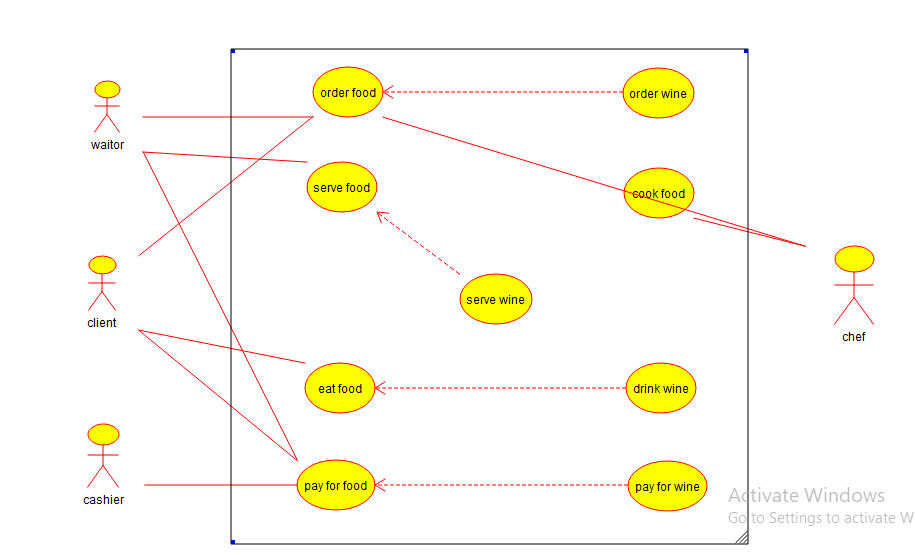 order food
order wine
waitor
serve food
cook food
client
serve wine
chef
eat food
drink wine
cashier
pay for food
pay for wine
Activate Windows
Go to Settings to activate W